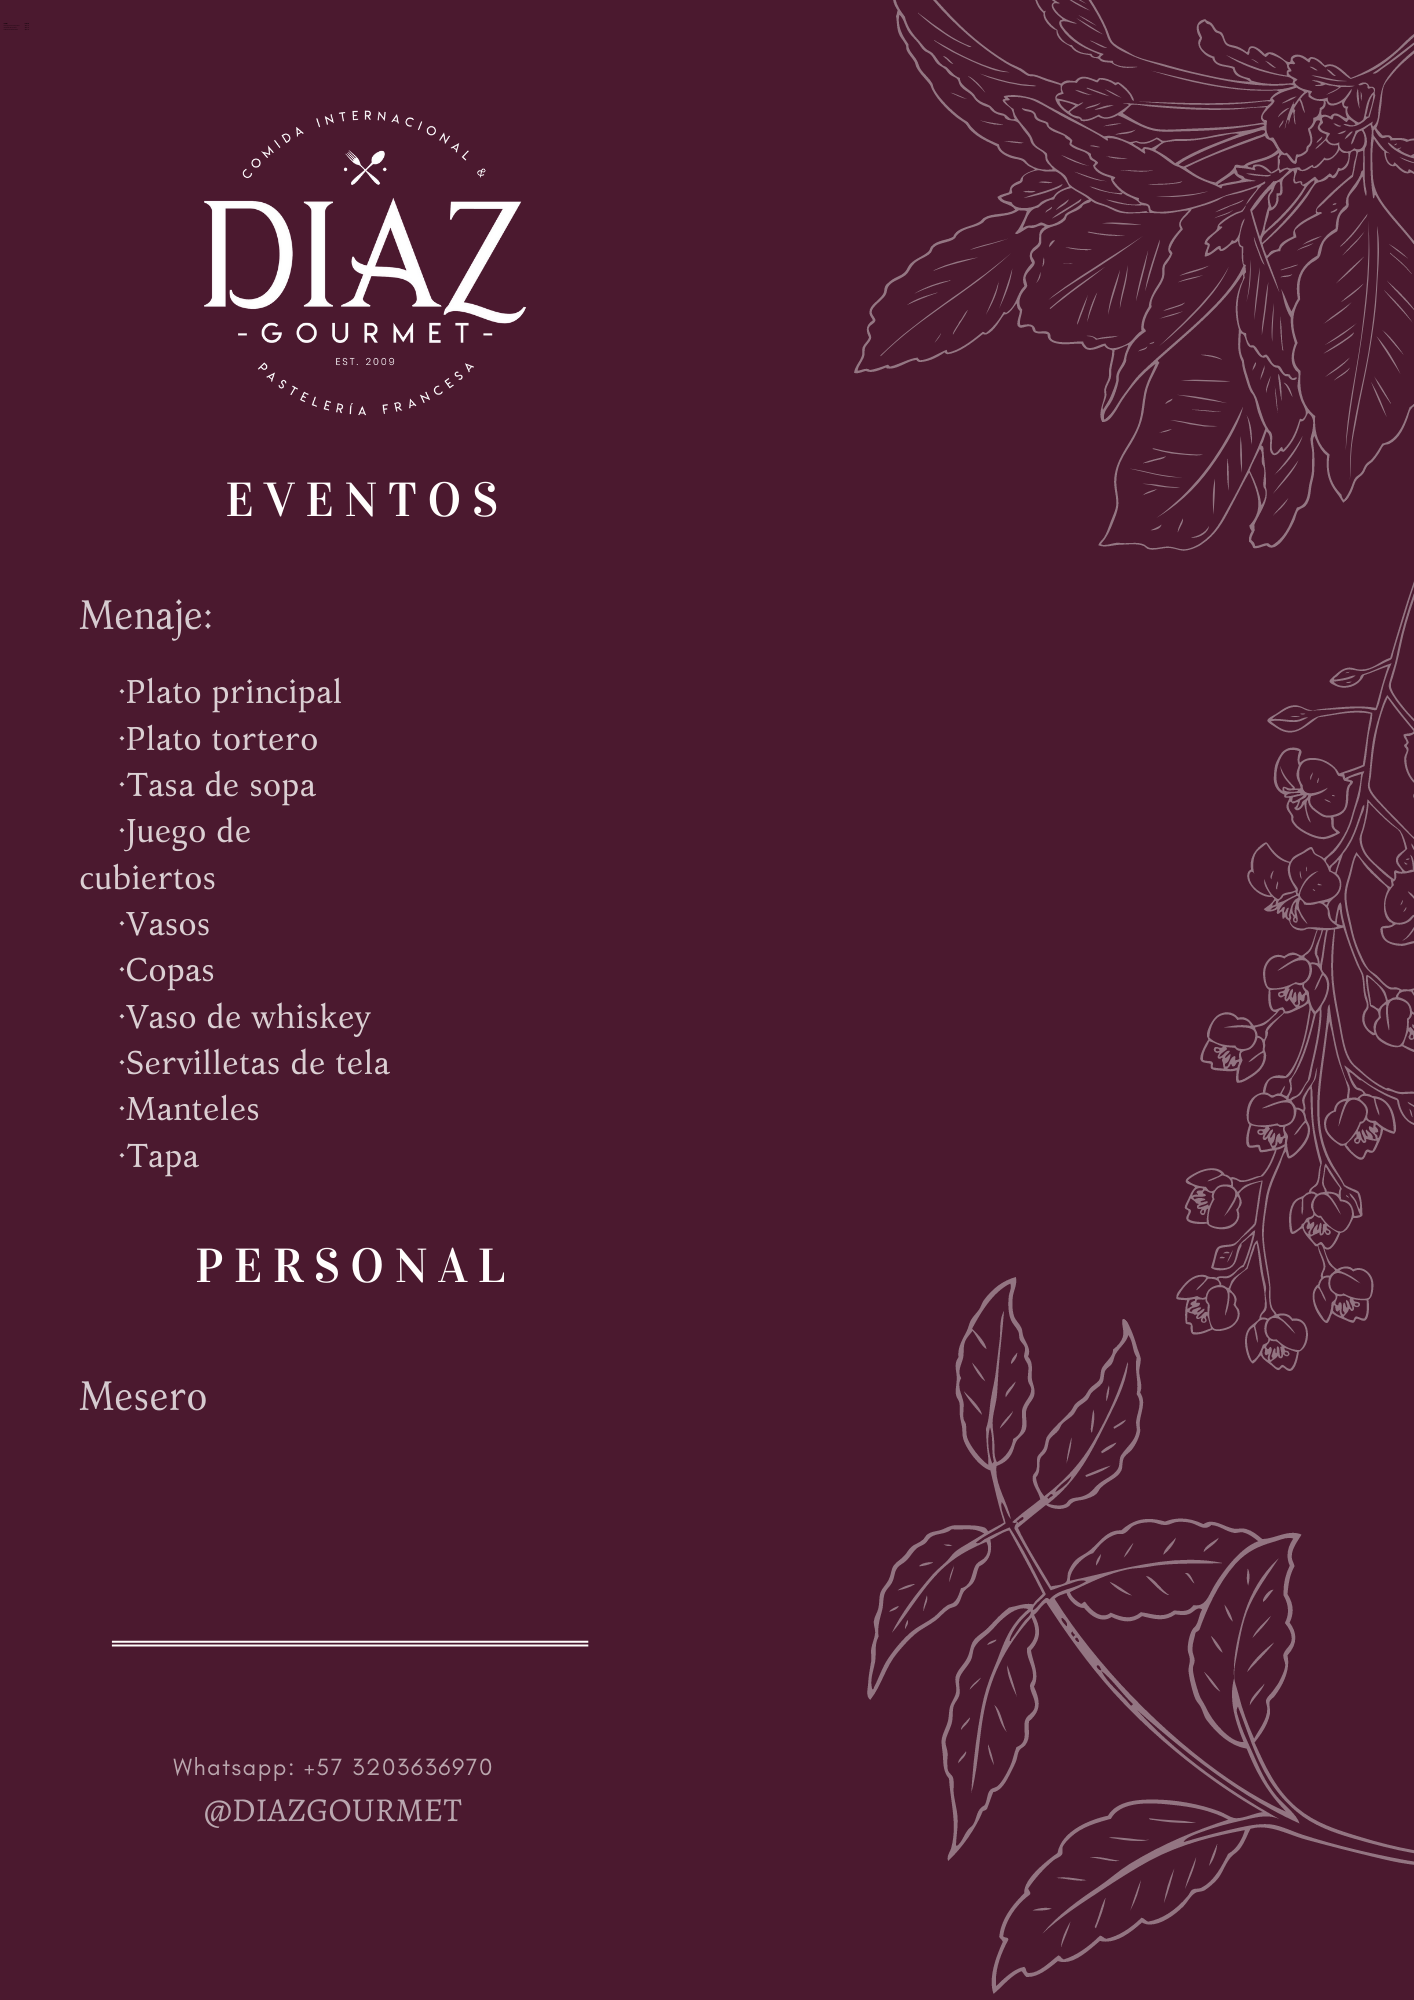 COMIDA INTERNACIONAL &
DIAZ
-GOURMET-
EST. 2009
PASTELERÍA FRANCESA
EVENTOS
Menaje:
·Plato principal
·Plato tortero
·Tasa de sopa
·Juego de
cubiertos
·Vasos
·Copas
·Vaso de whiskey
·Servilletas de tela
·Manteles
·Tapa
PERSONAL
Mesero
Whatsapp: +57 3203636970
@DIAZGOURMET